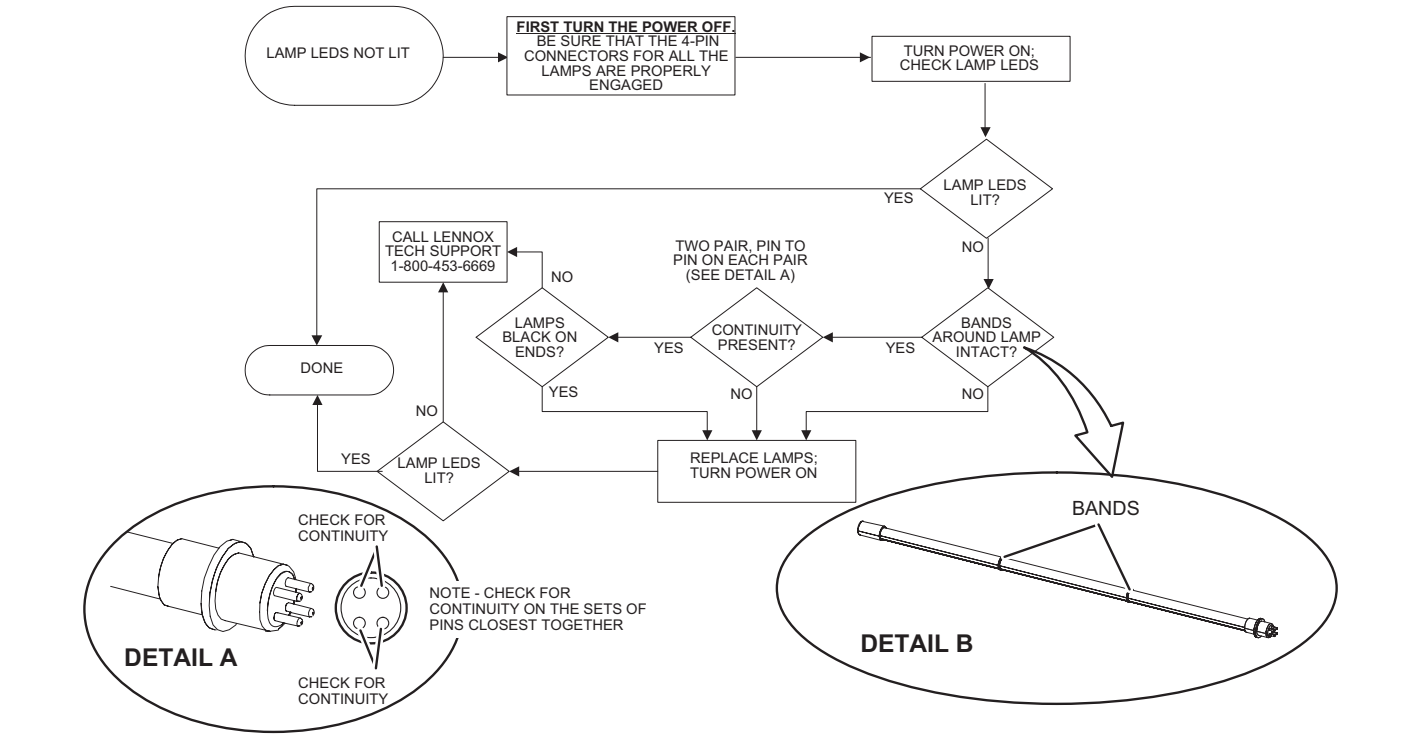 LAMP LEDS NOT LIT
FIRST TURN THE POWER OFF.
BE SURE THAT THE 4-PIN
CONNECTORS FOR ALL THE
LAMPS ARE PROPERLY
ENGAGED
TURN POWER ON;
CHECK LAMP LEDS
LAMP LEDS
LIT?
YES
NO
CALL LENNOX
TECH SUPPORT
1-800-453-6669
TWO PAIR, PIN TO
PIN ON EACH PAIR
(SEE DETAIL A)
NO
LAMPS
BLACK ON
ENDS?
YES
CONTINUITY
PRESENT?
YES
BANDS
AROUND LAMP
INTACT?
DONE
YES
NO
NO
NO
YES
LAMP LEDS
LIT?
REPLACE LAMPS;
TURN POWER ON
CHECK FOR
CONTINUITY
NOTE - CHECK FOR
CONTINUITY ON THE SETS OF
PINS CLOSEST TOGETHER
DETAIL A
CHECK FOR
CONTINUITY
BANDS
DETAIL B